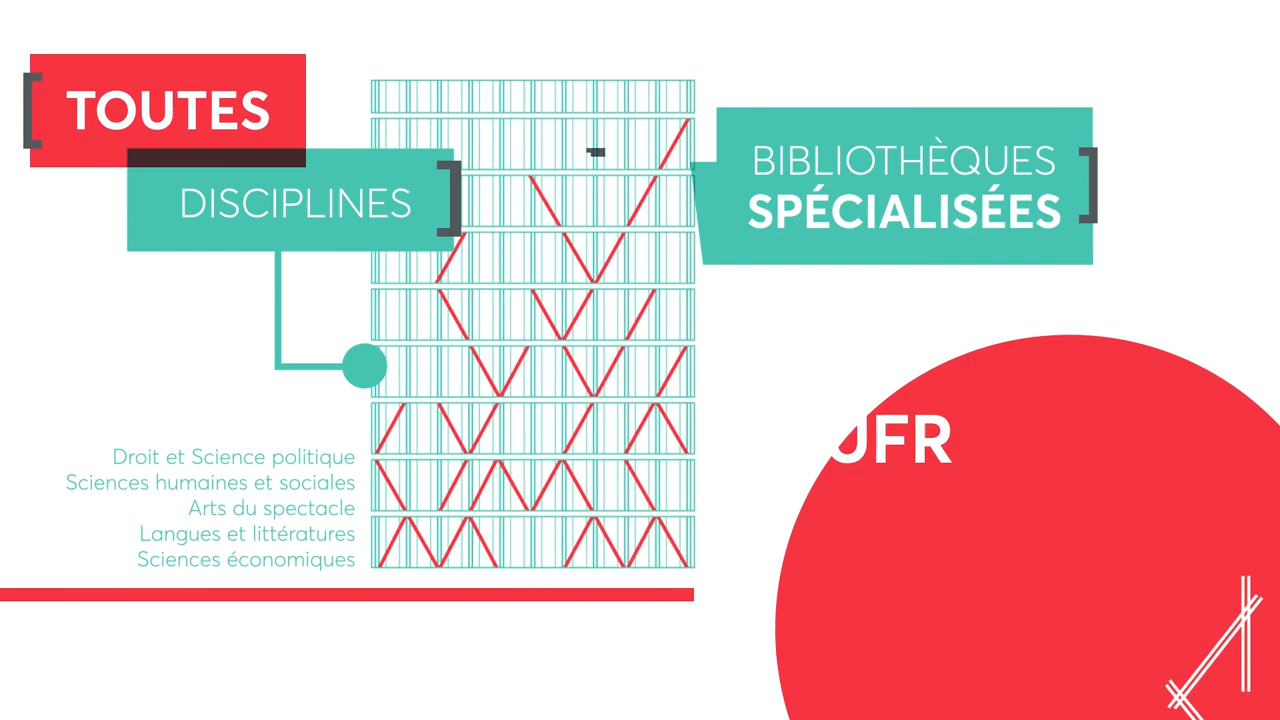 TOUTES
DISCIPLINES
BIBLIOTHÈQUES
SPÉCIALISÉES
UFR
Droit et Science politique
Sciences humaines et sociales
Arts du spectacle
Langues et littératures
Sciences économiques